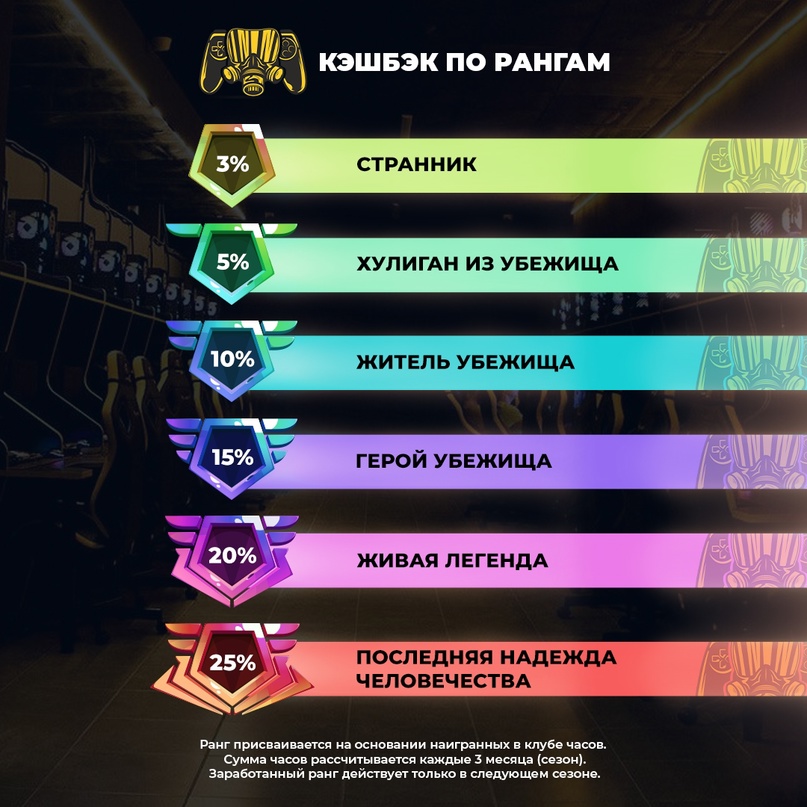 КЭШБЭК ПО РАНГАМ
3%
СТРАННИК
5%
ХУЛИГАН ИЗ УБЕЖИЩА
10%
ЖИТЕЛЬ УБЕЖИЩА
15%
ГЕРОЙ УБЕЖИЩА
20%
ЖИВАЯ ЛЕГЕНДА
25%
ПОСЛЕДНЯЯ НАДЕЖДА
ЧЕЛОВЕЧЕСТВА
Ранг присваивается на основании наигранных в клубе часов.
Сумма часов рассчитывается каждые 3 месяца (сезон).
Заработанный ранг действует только в следующем сезоне.